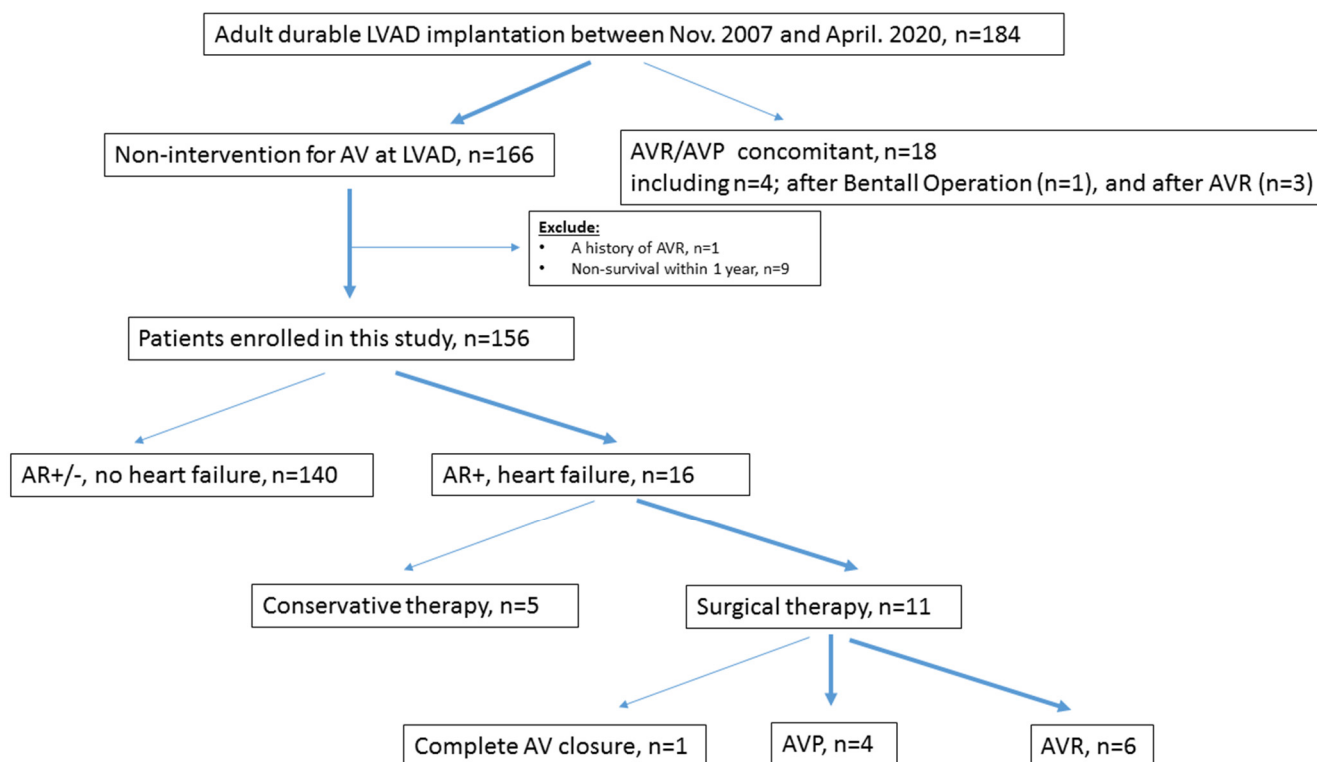 Adult durable LVAD implantation between Nov. 2007 and April. 2020, n=184
Non-intervention for AV at LVAD, n=166
AVR/AVP concomitant, n=18
including n=4; after Bentall Operation (n=1), and after AVR (n=3)
Exclude:
• A history of AVR, n=1
• Non-survival within 1 year, n=9
Patients enrolled in this study, n=156
AR+/-, no heart failure, n=140
AR+, heart failure, n=16
Conservative therapy, n=5
Surgical therapy, n=11
Complete AV closure, n=1
AVP, n=4
AVR, n=6